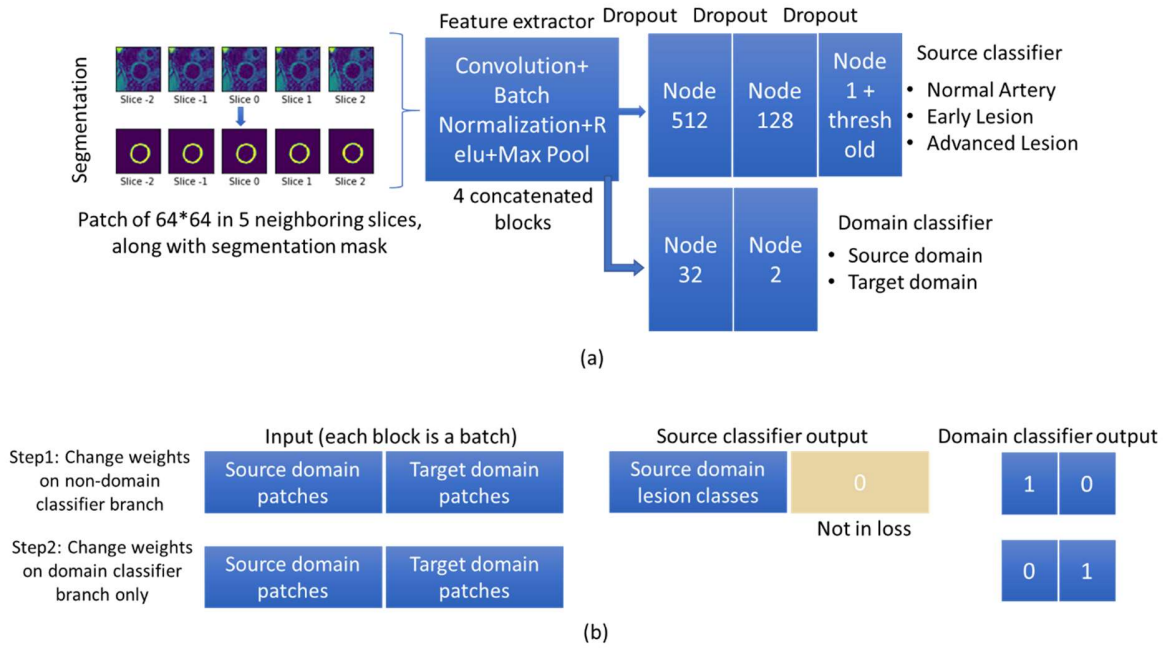 Segmentation
Slice -2 Slice -1 Slice 0 Slice 1 Slice 2
Slice -2 Slice -1 Slice 0 Slice 1 Slice 2
Patch of 64*64 in 5 neighboring slices,
along with segmentation mask
Feature extractor
Convolution+
Batch
Normalization+R
elu+Max Pool
4 concatenated
blocks
Dropout Dropout Dropout
Node
512
Node
128
Node
1 +
thresh
old
Source classifier
• Normal Artery
• Early Lesion
• Advanced Lesion
Node
32
Node
2
Domain classifier
• Source domain
• Target domain
(a)
Input (each block is a batch)
Source classifier output
Domain classifier output
Step1: Change weights
on non-domain
classifier branch
Source domain
patches
Target domain
patches
Source domain
lesion classes
0
Not in loss
1 0
Step2: Change weights
on domain classifier
branch only
Source domain
patches
Target domain
patches
0 1
(b)